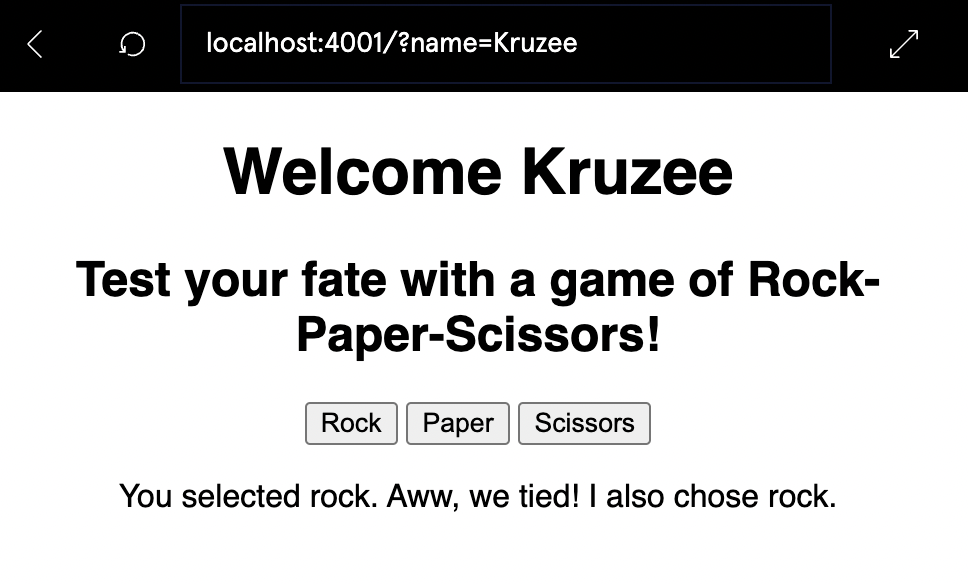 localhost:4001/?name=Kruzee
Welcome Kruzee
Test your fate with a game of Rock-
Paper-Scissors!
Rock Paper Scissors
You selected rock. Aww, we tied! I also chose rock.